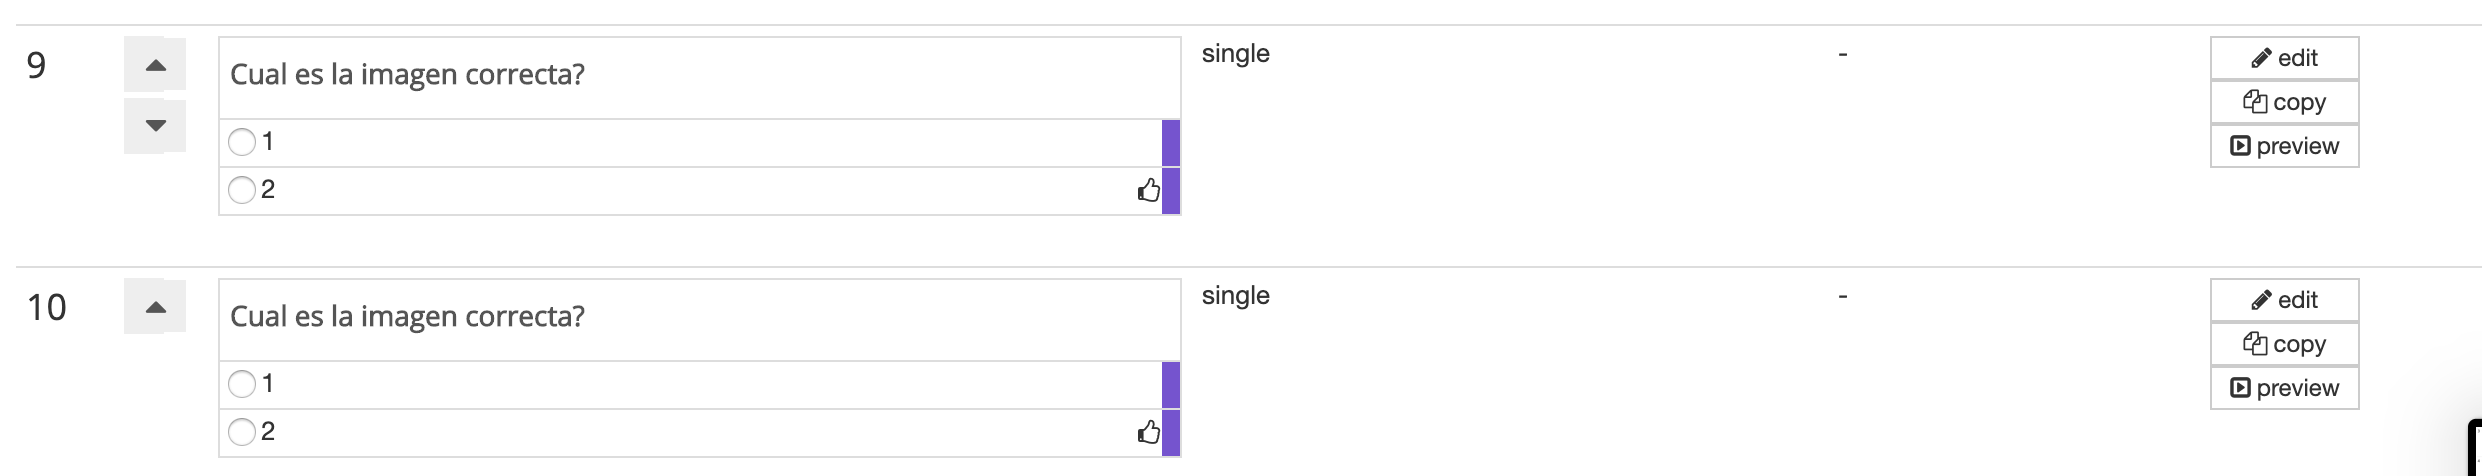 9
Cual es la imagen correcta?
1
2
single
-
edit
copy
preview
10
Cual es la imagen correcta?
1
2
single
-
edit
copy
preview